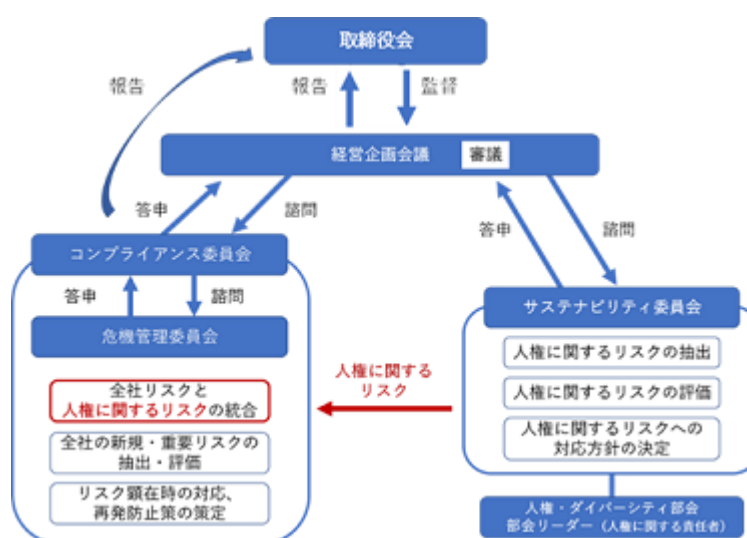 取締役会
報告
報告
監督
経営企画会議 審議
答申
諮問
答申
諮問
コンプライアンス委員会
答申
諮問
危機管理委員会
全社リスクと
人権に関するリスクの統合
全社の新規・重要リスクの
抽出・評価
リスク顕在時の対応、
再発防止策の策定
人権に関する
リスク
サステナビリティ委員会
人権に関するリスクの抽出
人権に関するリスクの評価
人権に関するリスクへの
対応方針の決定
人権・ダイバーシティ部会
部会リーダー（人権に関する責任者）